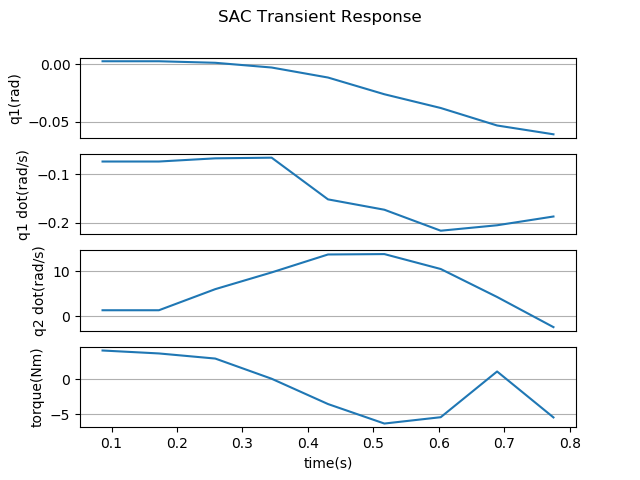 SAC Transient Response
0.00
−0.05
q1(rad)
−0.1
−0.2
q1 dot(rad/s)
10
0
q2 dot(rad/s)
0
−5
torque(Nm)
0.1 0.2 0.3 0.4 0.5 0.6 0.7 0.8
time(s)